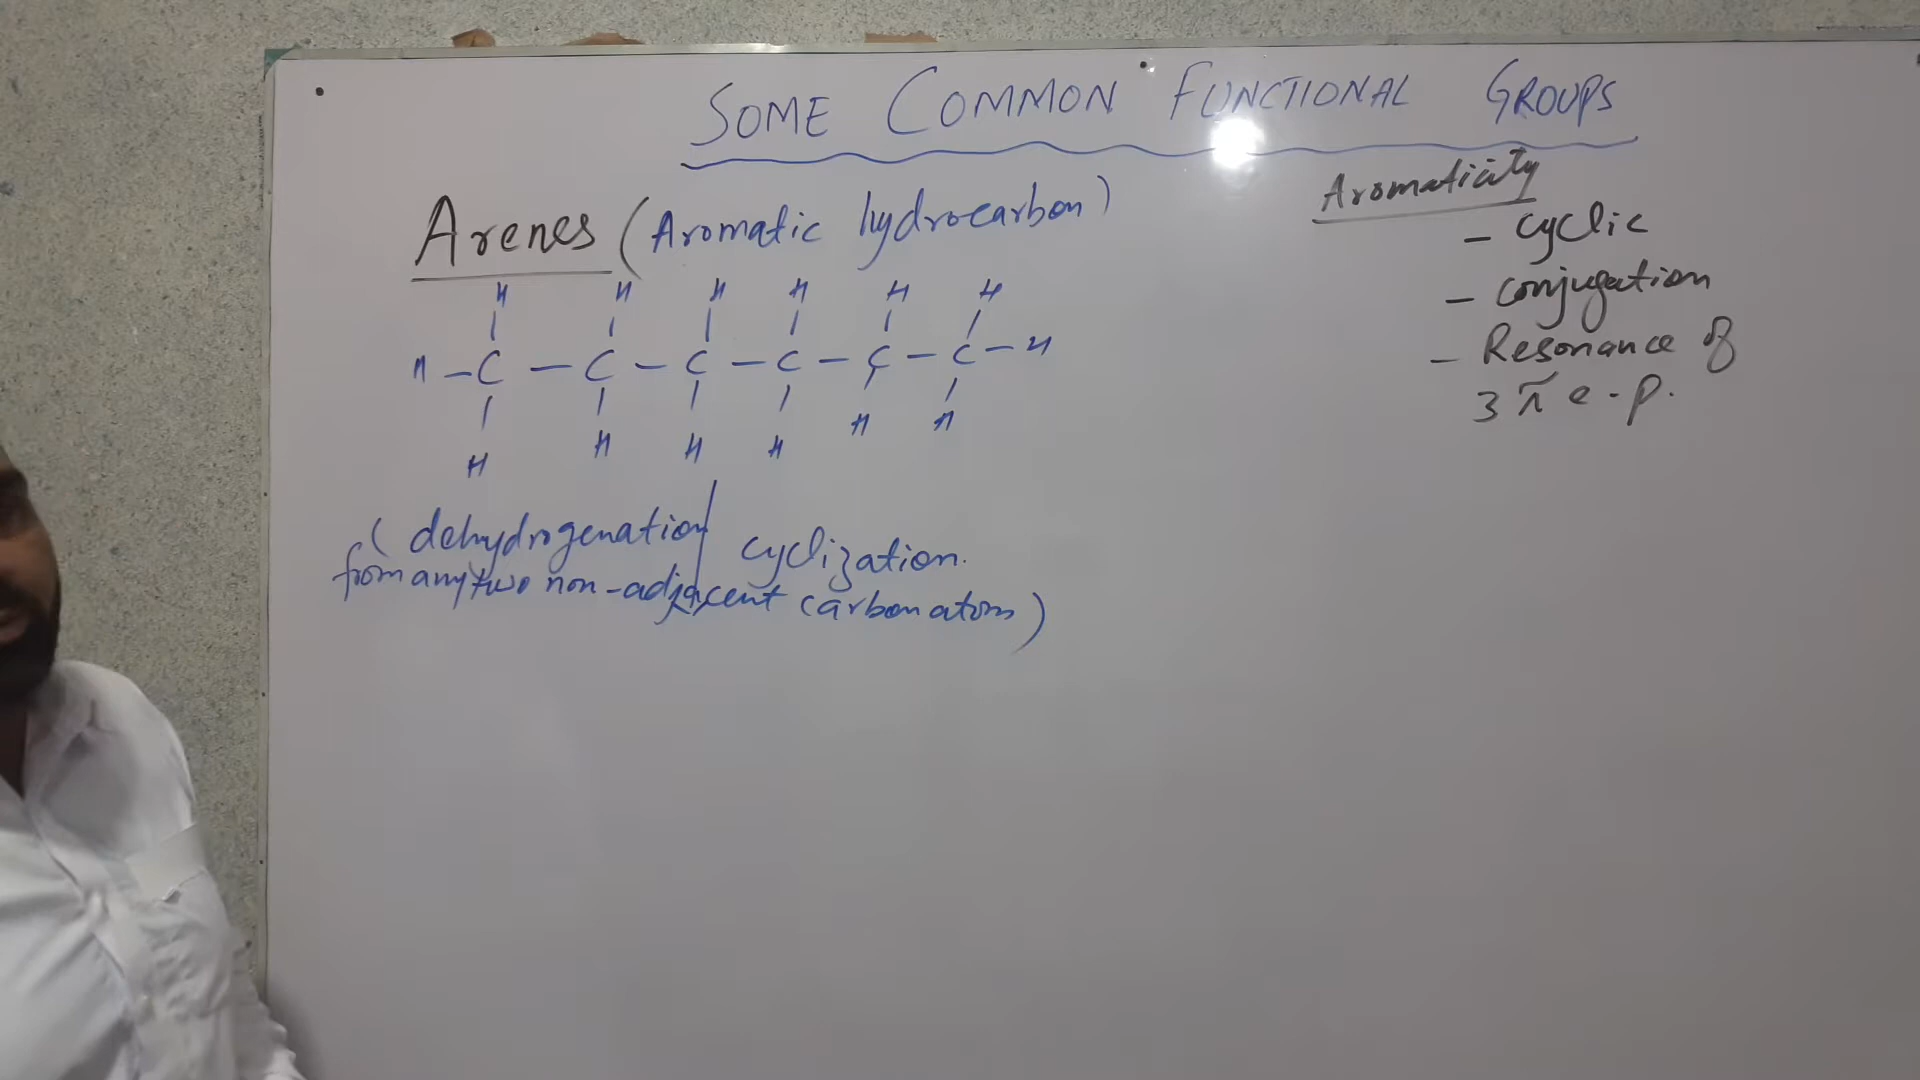 SOME COMMON FUNCTIONAL GROUPS
Arenes (Aromatic hydrocarbon)
H H H H H H
H - C - C - C - C - C - C - H
H H H H H H
(dehydrogenation cyclization.
from any two non-adjacent carbon atoms)
Aromaticity
- cyclic
- conjugation
- Resonance of
3 π e.p.